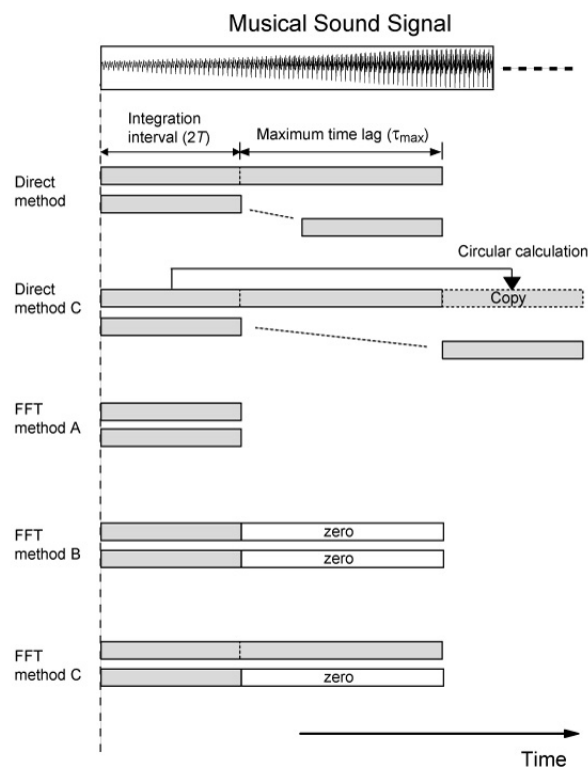 Musical Sound Signal
Integration
interval (27)
Maximum time lag (τmax)
Direct
method
Circular calculation
Direct
method C
Copy
FFT
method A
FFT
method B
zero
zero
FFT
method C
zero
Time